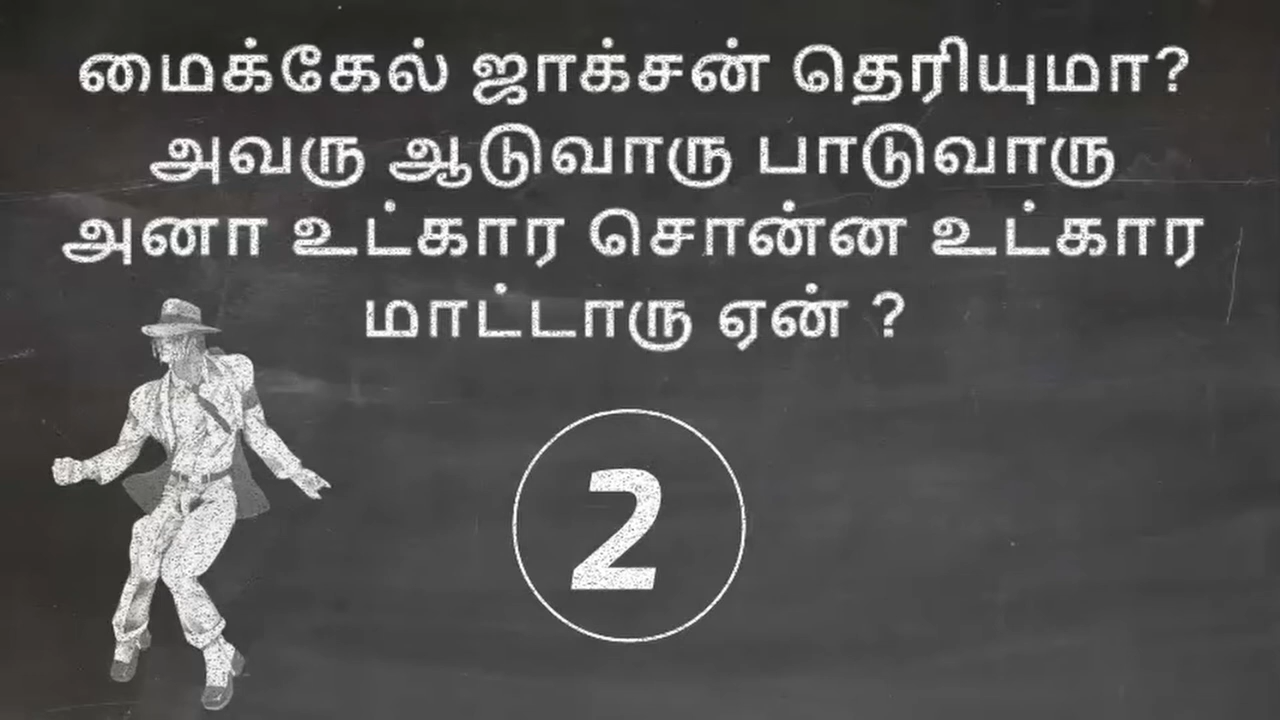 மைக்கேல் ஜாக்சன் தெரியுமா?
அவரு ஆடுவாரு பாடுவாரு
அனா உட்கார சொன்ன உட்கார
மாட்டாரு ஏன் ?
2